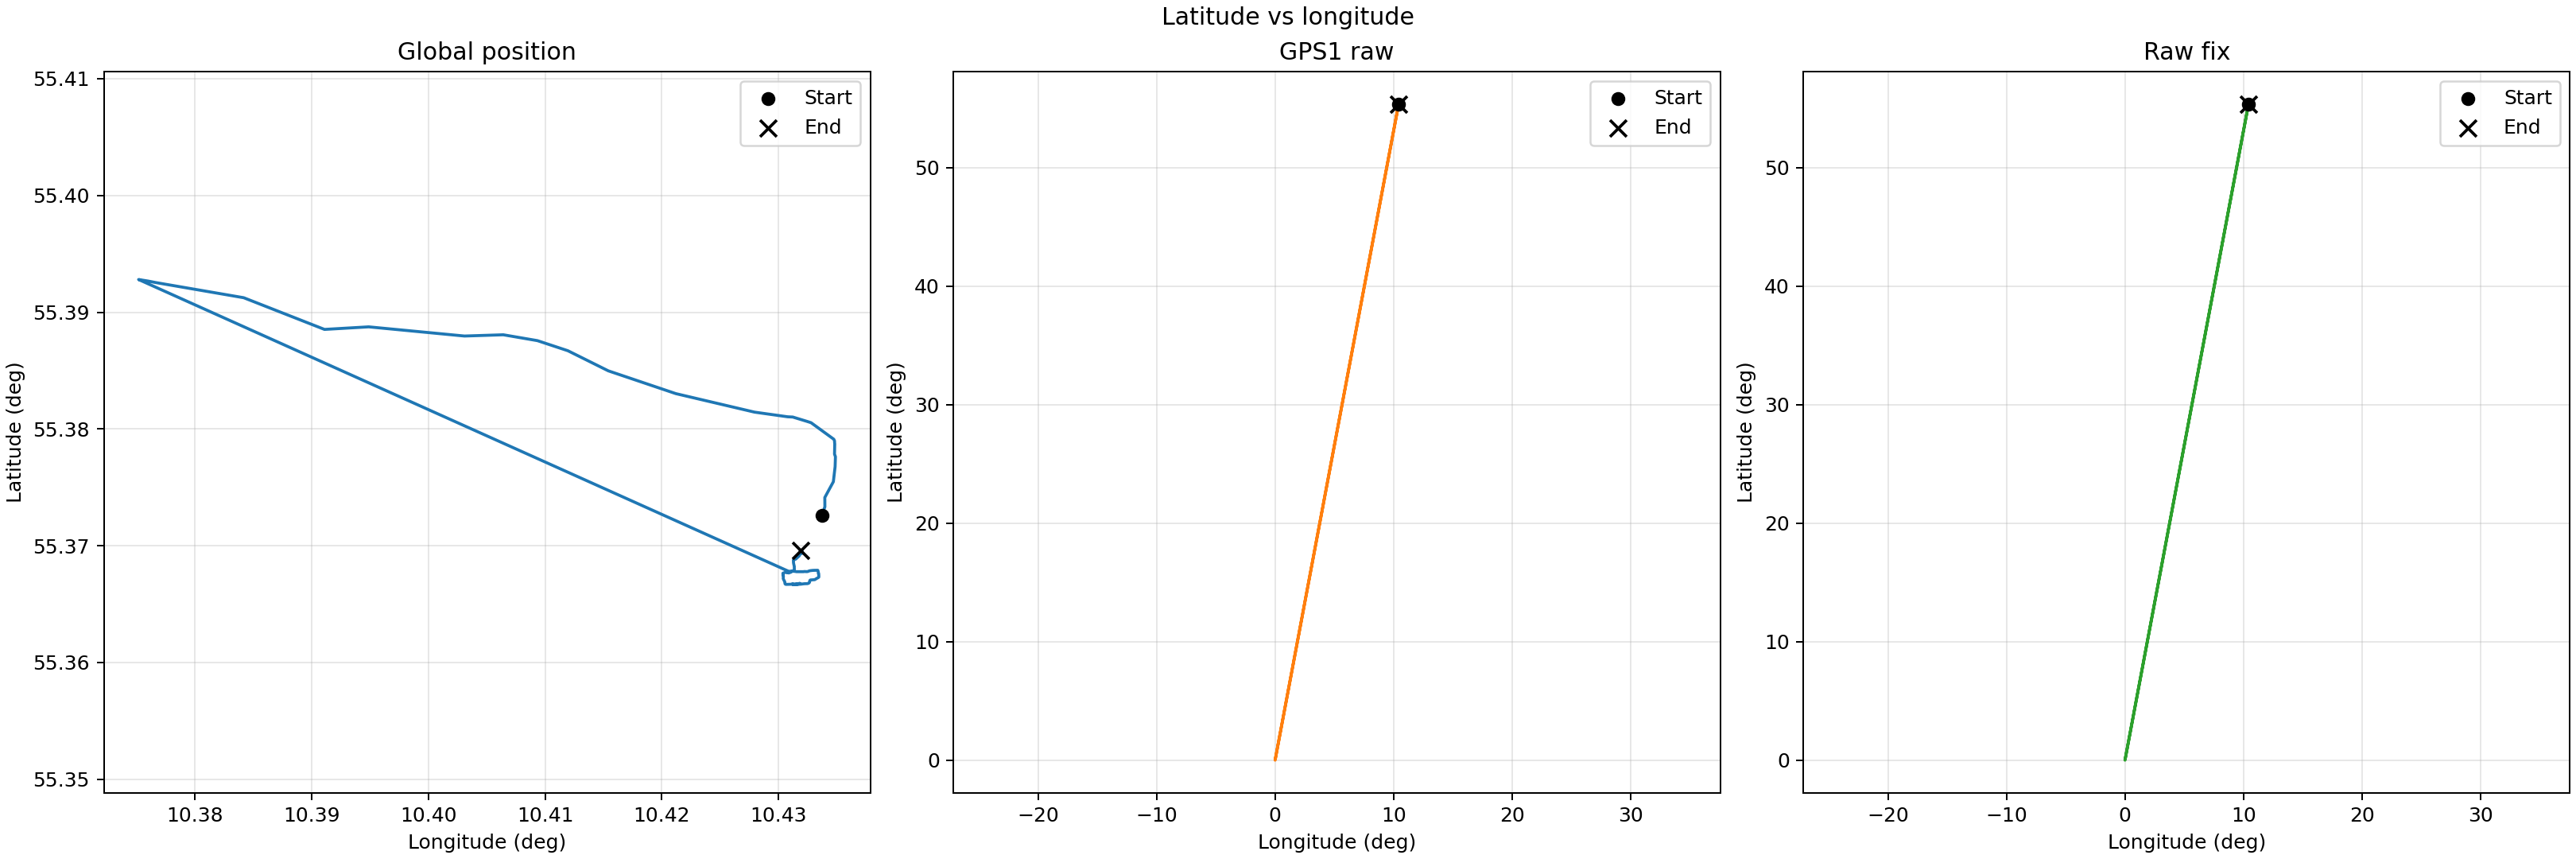 Latitude vs longitude
Global position
55.41
55.40
55.39
55.38
55.37
55.36
55.35
10.38 10.39 10.40 10.41 10.42 10.43
Latitude (deg)
Longitude (deg)
Start
End
GPS1 raw
50
40
30
20
10
0
−20 −10 0 10 20 30
Latitude (deg)
Longitude (deg)
Start
End
Raw fix
50
40
30
20
10
0
−20 −10 0 10 20 30
Latitude (deg)
Longitude (deg)
Start
End